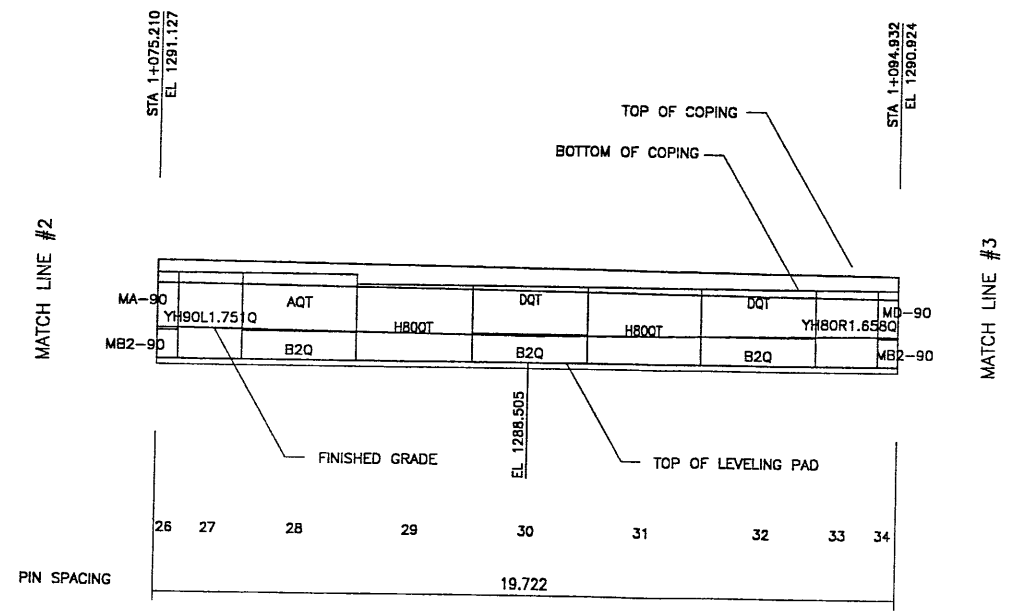 STA 1+075.210
EL 1291.127
STA 1+094.932
EL 1290.924
TOP OF COPING
BOTTOM OF COPING
MATCH LINE #2
MATCH LINE #3
MA-90
AQT
DQT
DQT
MD-90
YH90L1.751Q
H80QT
H80QT
YH80R1.658Q
MB2-90
B2Q
B2Q
B2Q
MB2-90
EL 1288.505
FINISHED GRADE
TOP OF LEVELING PAD
26 27 28 29 30 31 32 33 34
PIN SPACING
19.722